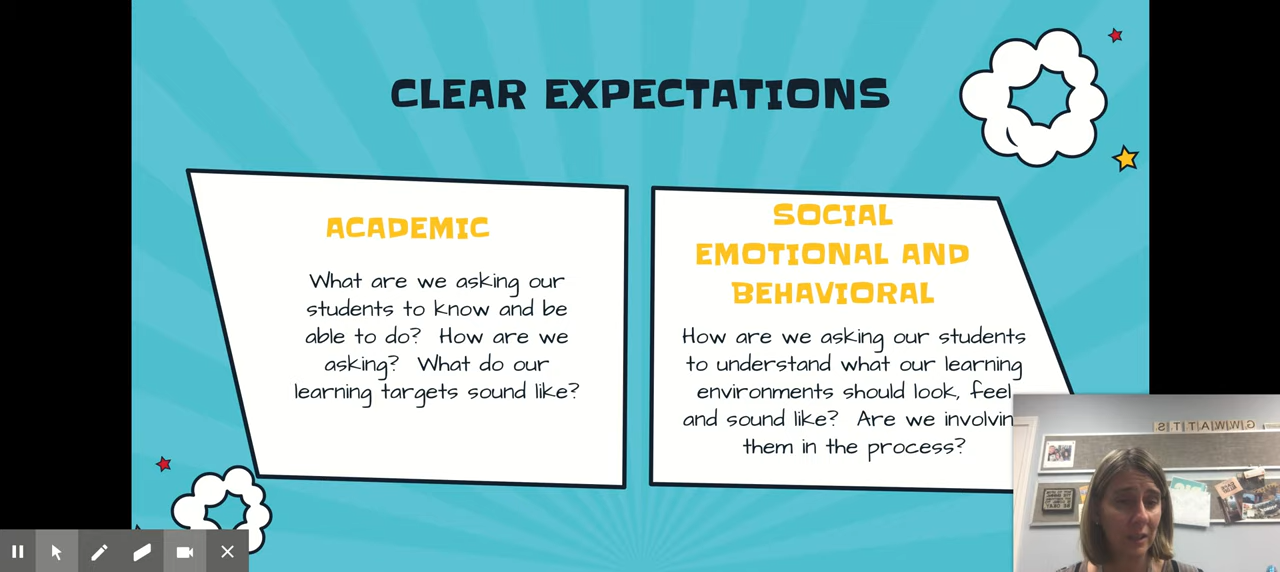 CLEAR EXPECTATIONS
ACADEMIC
What are we asking our
students to know and be
able to do? How are we
asking? What do our
learning targets sound like?
SOCIAL
EMOTIONAL AND
BEHAVIORAL
How are we asking our students
to understand what our learning
environments should look, feel
and sound like? Are we involvin
them in the process?